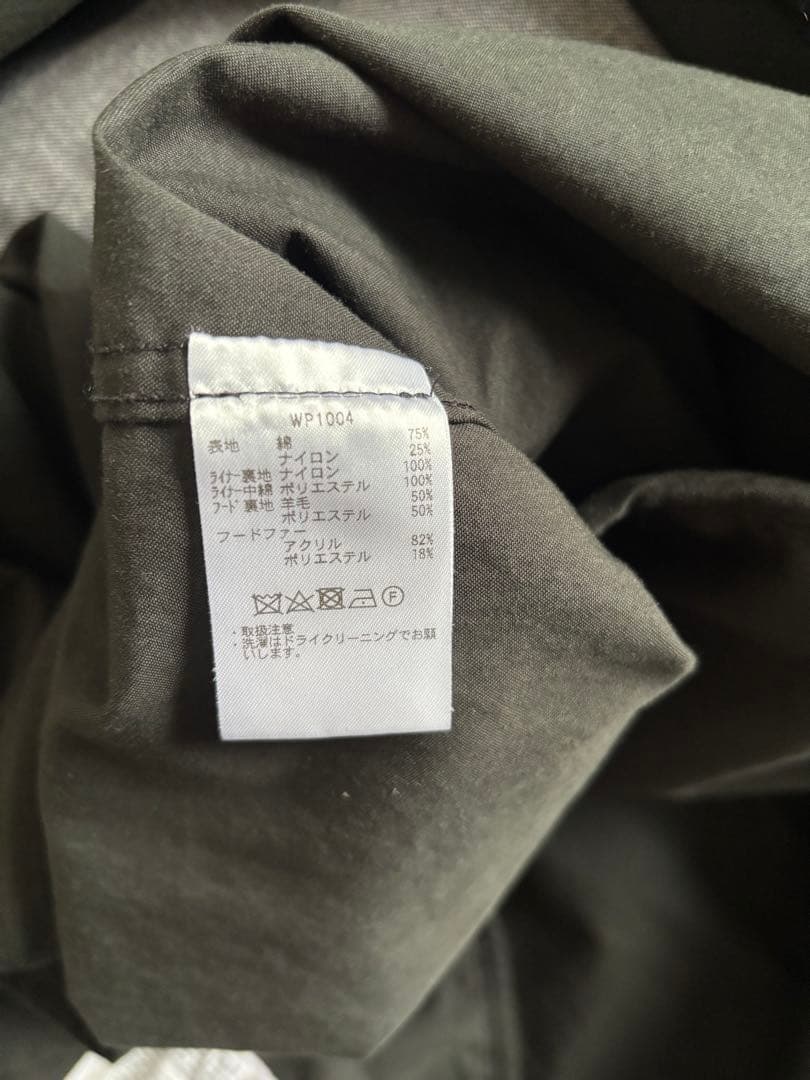 WP1004
表地 綿 75%
ナイロン 25%
ライナー裏地 ナイロン 100%
ライナー中綿 ポリエステル 100%
フード裏地 羊毛 50%
ポリエステル 50%
フードファー
アクリル 82%
ポリエステル 18%
F
・取扱注意
・洗濯はドライクリーニングでお願
いします。